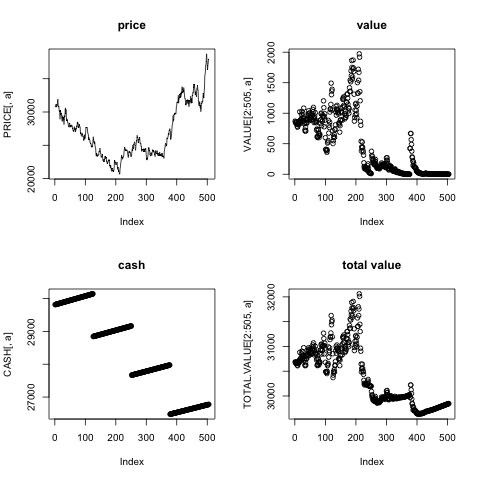 price
PRICE[, a]
20000 30000
0 100 200 300 400 500
Index
value
VALUE[2:505, a]
0 500 1000 1500 2000
0 100 200 300 400 500
Index
cash
CASH[, a]
27000 29000
0 100 200 300 400 500
Index
total value
TOTAL.VALUE[2:505, a]
30000 31000 32000
0 100 200 300 400 500
Index